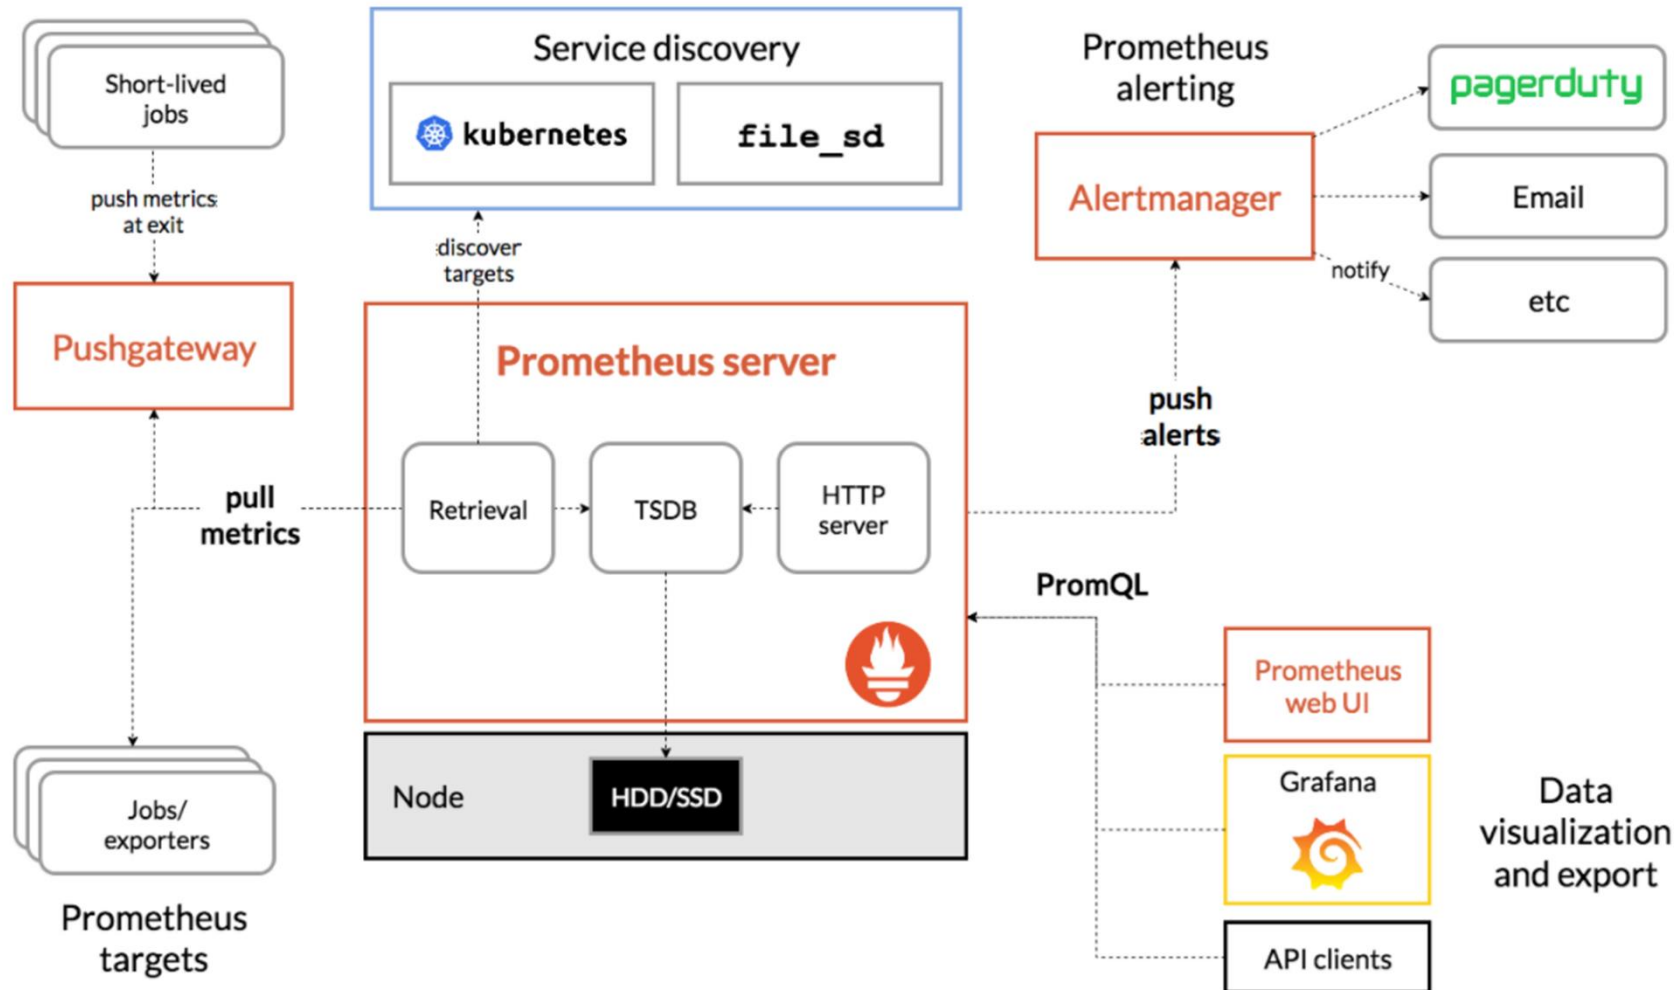 Short-lived
jobs
push metrics
at exit
Pushgateway
Service discovery
kubernetes
file_sd
discover
targets
Prometheus
alerting
Alertmanager
pagerduty
Email
notify
etc
Prometheus server
Retrieval
TSDB
HTTP
server
pull
metrics
push
alerts
PromQL
Node
HDD/SSD
Jobs/
exporters
Prometheus
targets
Prometheus
web UI
Grafana
API clients
Data
visualization
and export